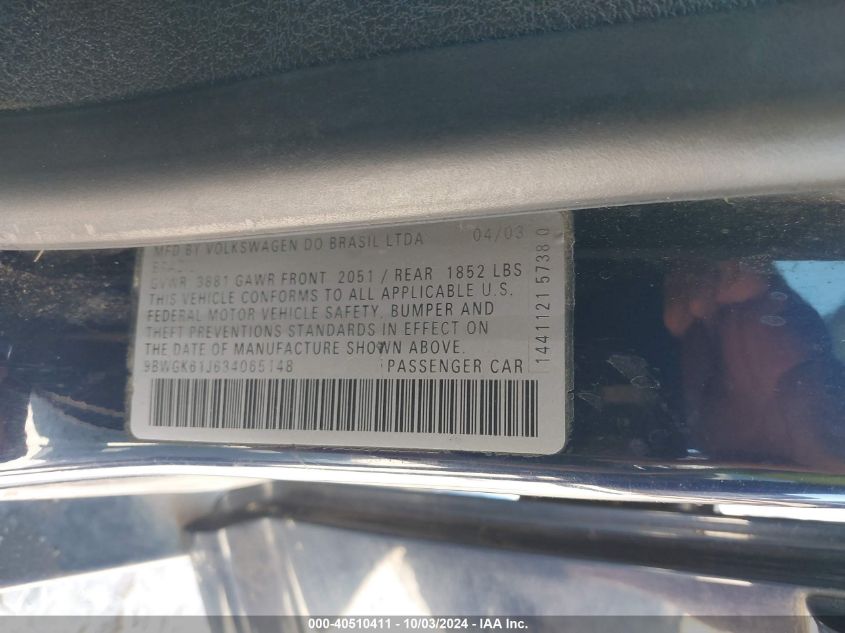 MFD BY VOLKSWAGEN DO BRASIL LTDA 04/03
GVWR 3881 GAWR FRONT 2051 / REAR 1852 LBS
THIS VEHICLE CONFORMS TO ALL APPLICABLE U.S.
FEDERAL MOTOR VEHICLE SAFETY, BUMPER AND
THEFT PREVENTIONS STANDARDS IN EFFECT ON
THE DATE OF MANUFACTURE SHOWN ABOVE.
9BWGK61J634065148 PASSENGER CAR
1441121 57380
000-40510411 - 10/03/2024 - IAA Inc.